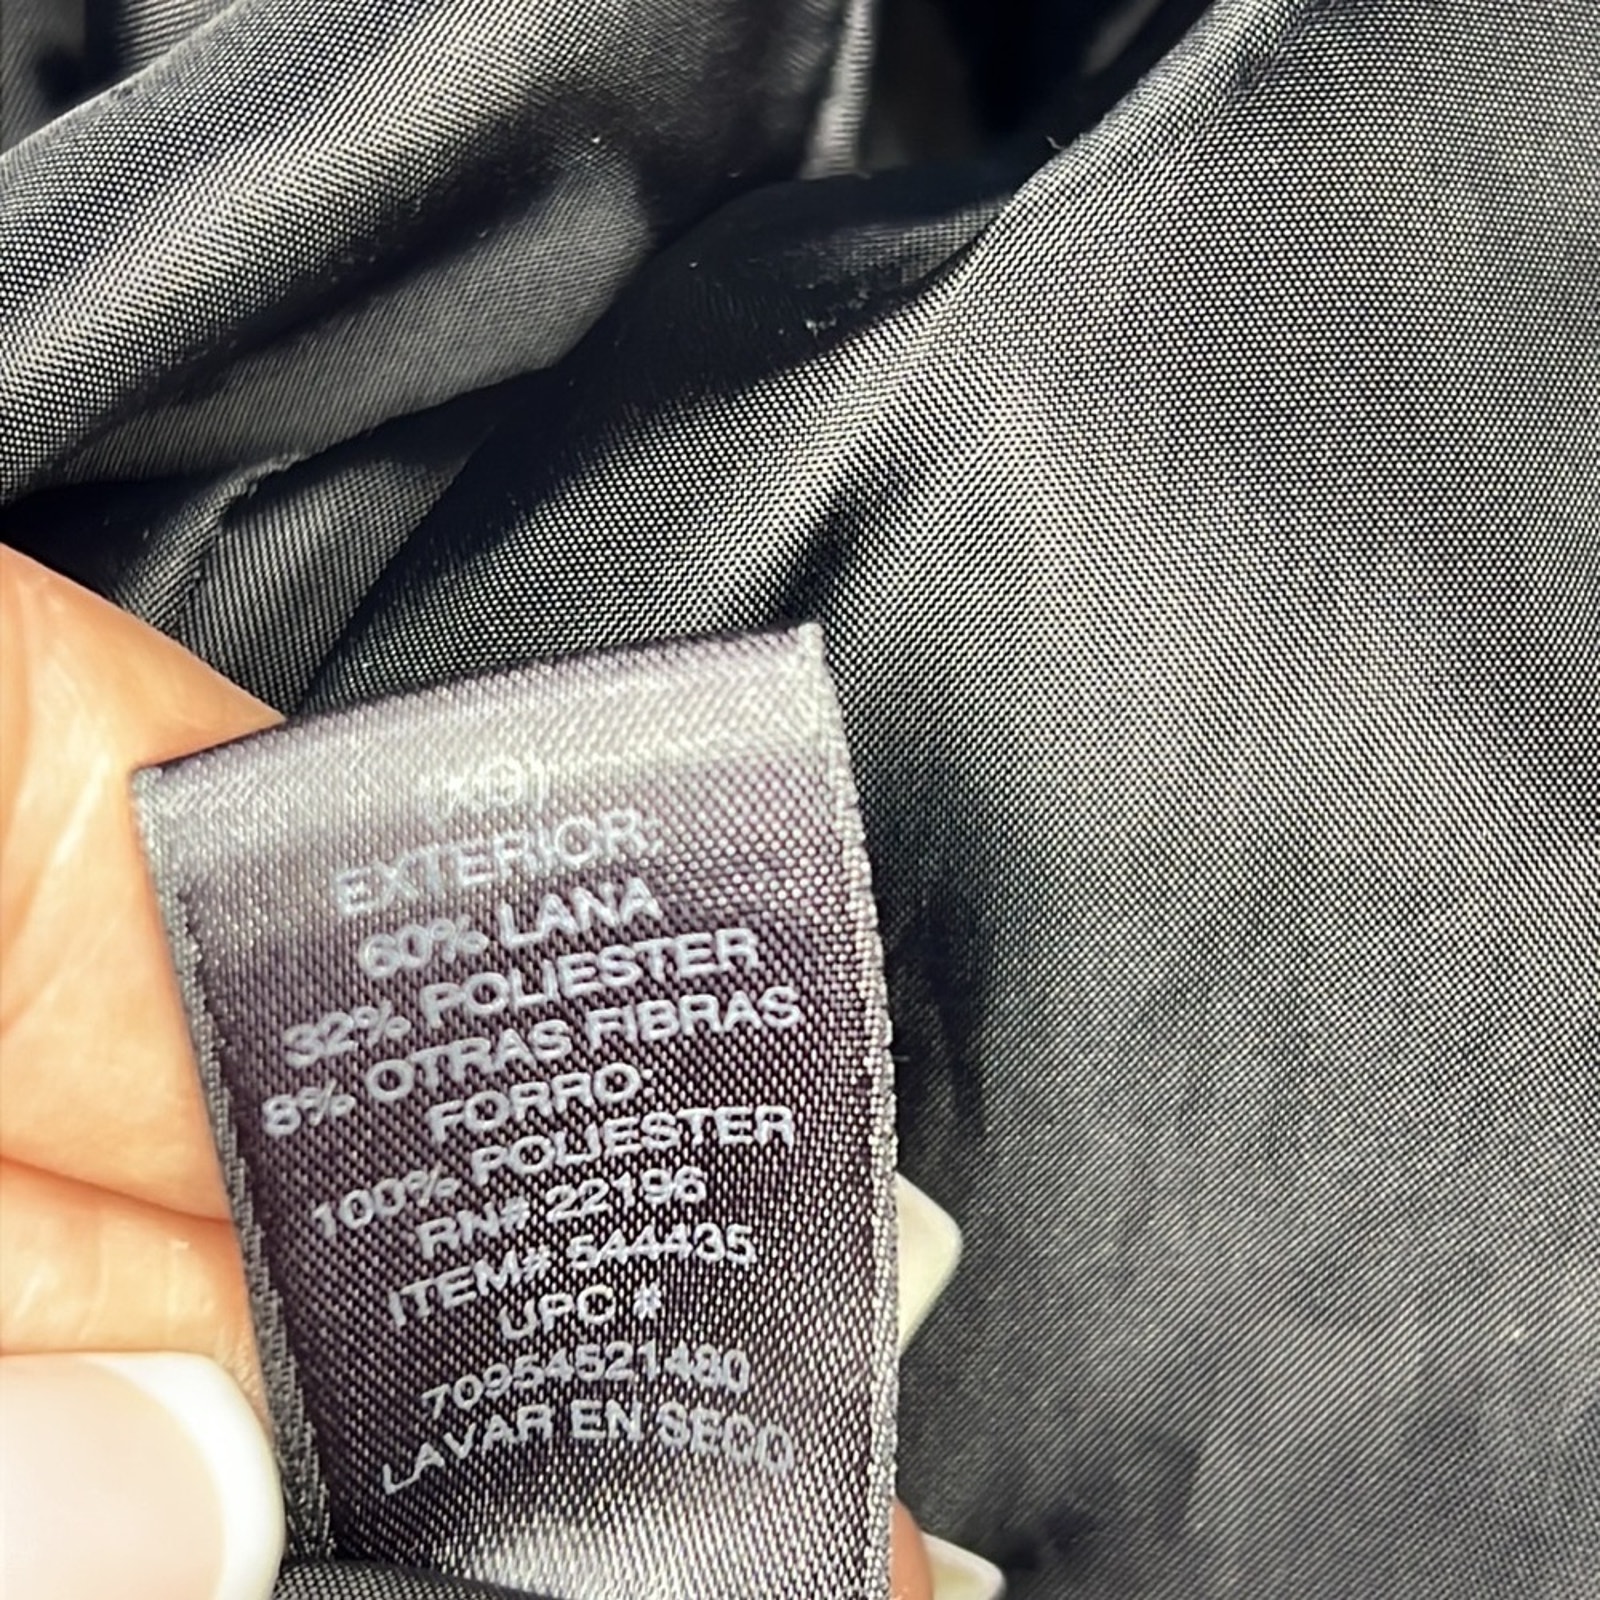 EXTERIOR:
60% LANA
32% POLIESTER
8% OTRAS FIBRAS
FORRO:
100% POLIESTER
RN# 22196
ITEM# 544435
UPC #
70954521480
LAVAR EN SECO